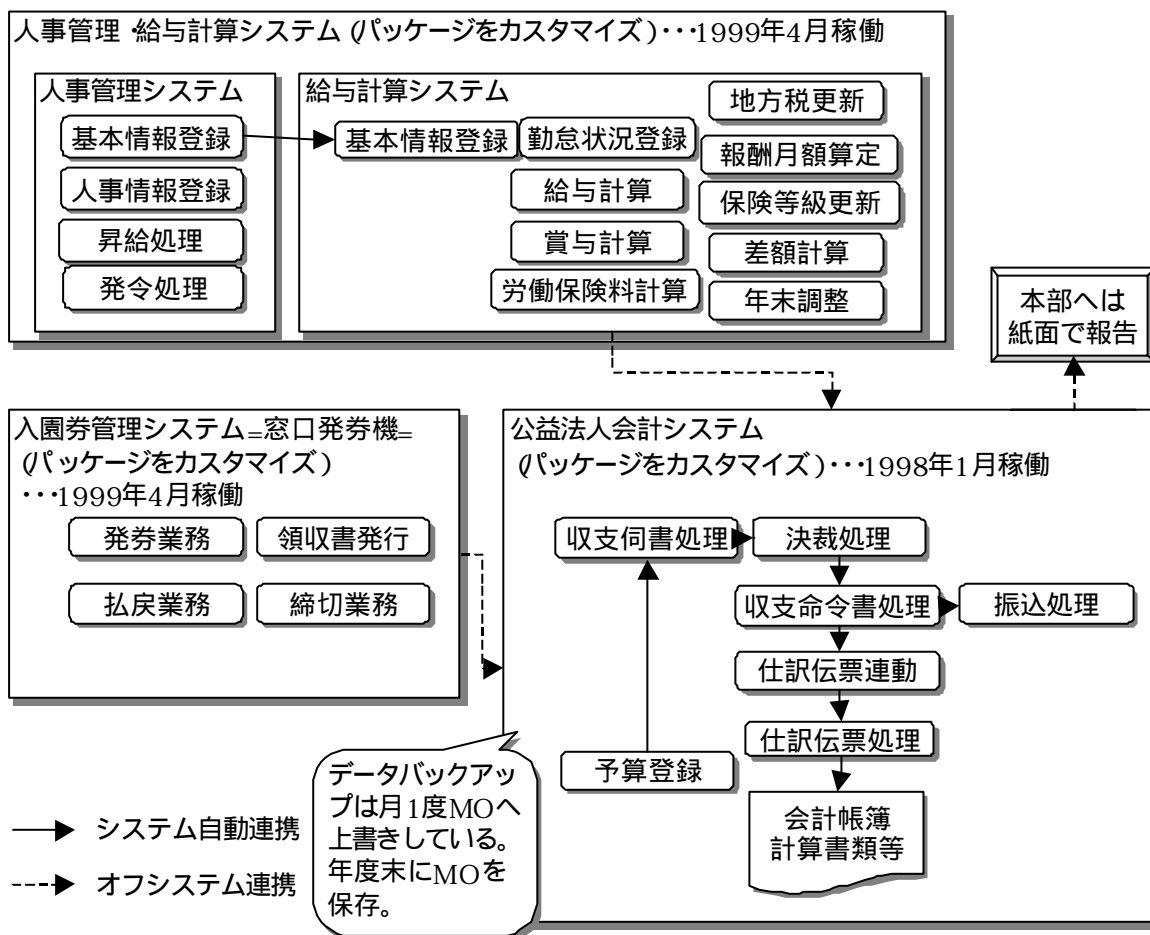 人事管理・給与計算システム(パッケージをカスタマイズ)・・・1999年4月稼働
人事管理システム
基本情報登録
人事情報登録
昇給処理
発令処理
給与計算システム
基本情報登録
勤怠状況登録
給与計算
賞与計算
労働保険料計算
地方税更新
報酬月額算定
保険等級更新
差額計算
年末調整
本部へは
紙面で報告
入園券管理システム=窓口発券機=
(パッケージをカスタマイズ)
・・・1999年4月稼働
発券業務
領収書発行
払戻業務
締切業務
公益法人会計システム
(パッケージをカスタマイズ)・・・1998年1月稼働
収支伺書処理
決裁処理
収支命令書処理
振込処理
仕訳伝票連動
仕訳伝票処理
予算登録
会計帳簿
計算書類等
データバックアッ
プは月1度MOへ
上書きしている。
年度末にMOを
保存。
システム自動連携
オフシステム連携